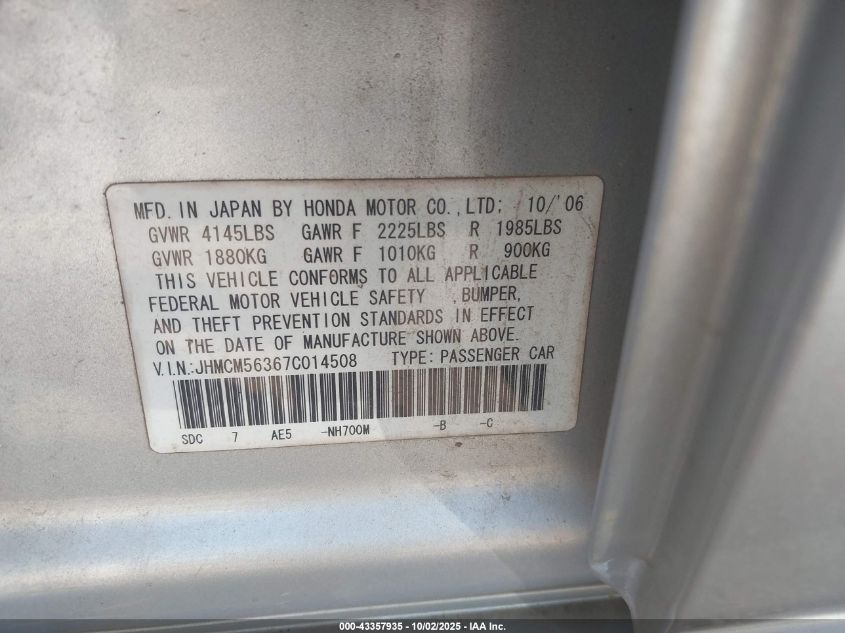 MFD. IN JAPAN BY HONDA MOTOR CO.,LTD; 10/'06
GVWR 4145LBS GAWR F 2225LBS R 1985LBS
GVWR 1880KG GAWR F 1010KG R 900KG
THIS VEHICLE CONFORMS TO ALL APPLICABLE
FEDERAL MOTOR VEHICLE SAFETY , BUMPER,
AND THEFT PREVENTION STANDARDS IN EFFECT
ON THE DATE OF MANUFACTURE SHOWN ABOVE.
V.I.N.:JHMCM56367C014508 TYPE: PASSENGER CAR
SDC 7 AE5 -NH700M -B -C
000-43357935 - 10/02/2025 - IAA Inc.